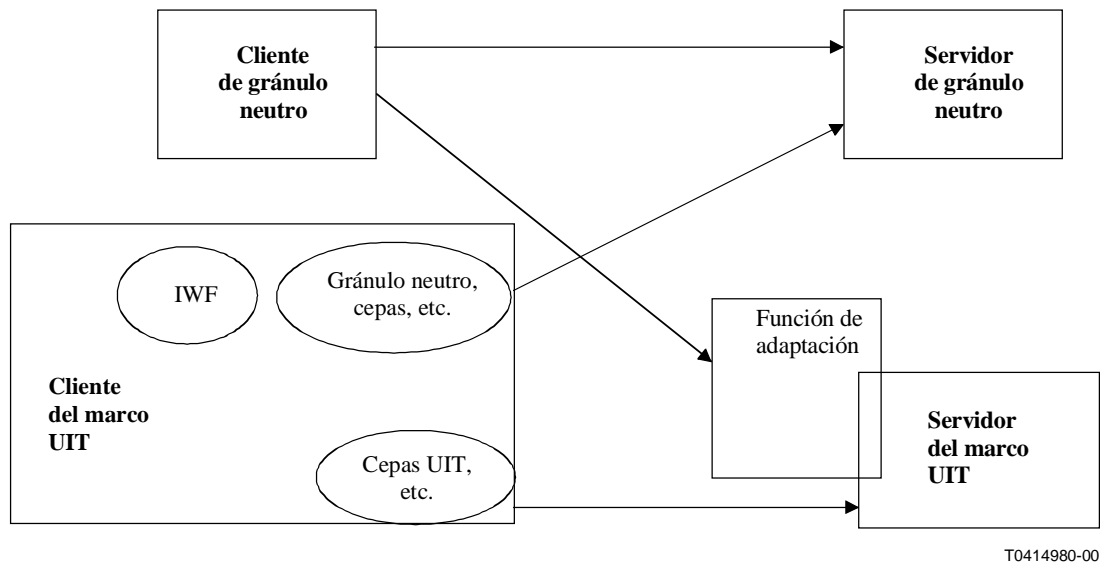 Cliente
de gránulo
neutro
Servidor
de gránulo
neutro
IWF
Gránulo neutro,
cepas, etc.
Función de
adaptación
Cliente
del marco
UIT
Servidor
del marco
UIT
Cepas UIT,
etc.
T0414980-00